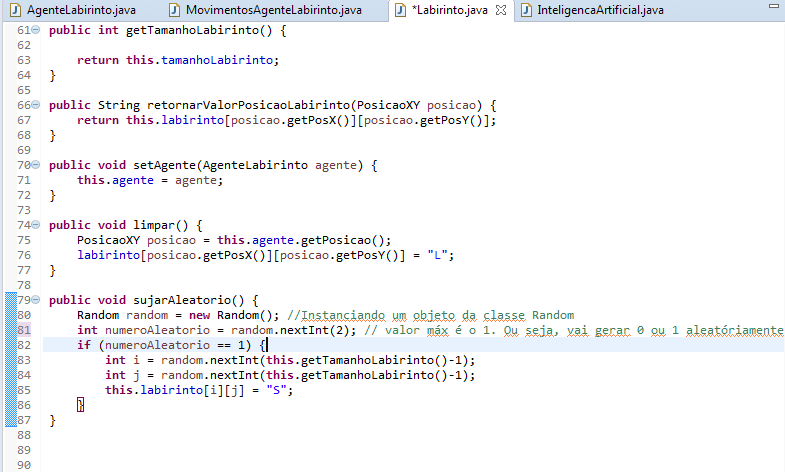 AgenteLabirinto.java MovimentosAgenteLabirinto.java *Labirinto.java InteligencaArtificial.java
61 public int getTamanhoLabirinto() {
62
63 return this.tamanhoLabirinto;
64 }
65
66 public String retornarValorPosicaoLabirinto(PosicaoXY posicao) {
67 return this.labirinto[posicao.getPosX()][posicao.getPosY()];
68 }
69
70 public void setAgente(AgenteLabirinto agente) {
71 this.agente = agente;
72 }
73
74 public void limpar() {
75 PosicaoXY posicao = this.agente.getPosicao();
76 labirinto[posicao.getPosX()][posicao.getPosY()] = "L";
77 }
78
79 public void sujarAleatorio() {
80 Random random = new Random(); //Instanciando um objeto da classe Random
81 int numeroAleatorio = random.nextInt(2); // valor máx é o 1. Ou seja, vai gerar 0 ou 1 aleatóriamente
82 if (numeroAleatorio == 1) {
83 int i = random.nextInt(this.getTamanhoLabirinto()-1);
84 int j = random.nextInt(this.getTamanhoLabirinto()-1);
85 this.labirinto[i][j] = "S";
86 }
87 }
88
89
90